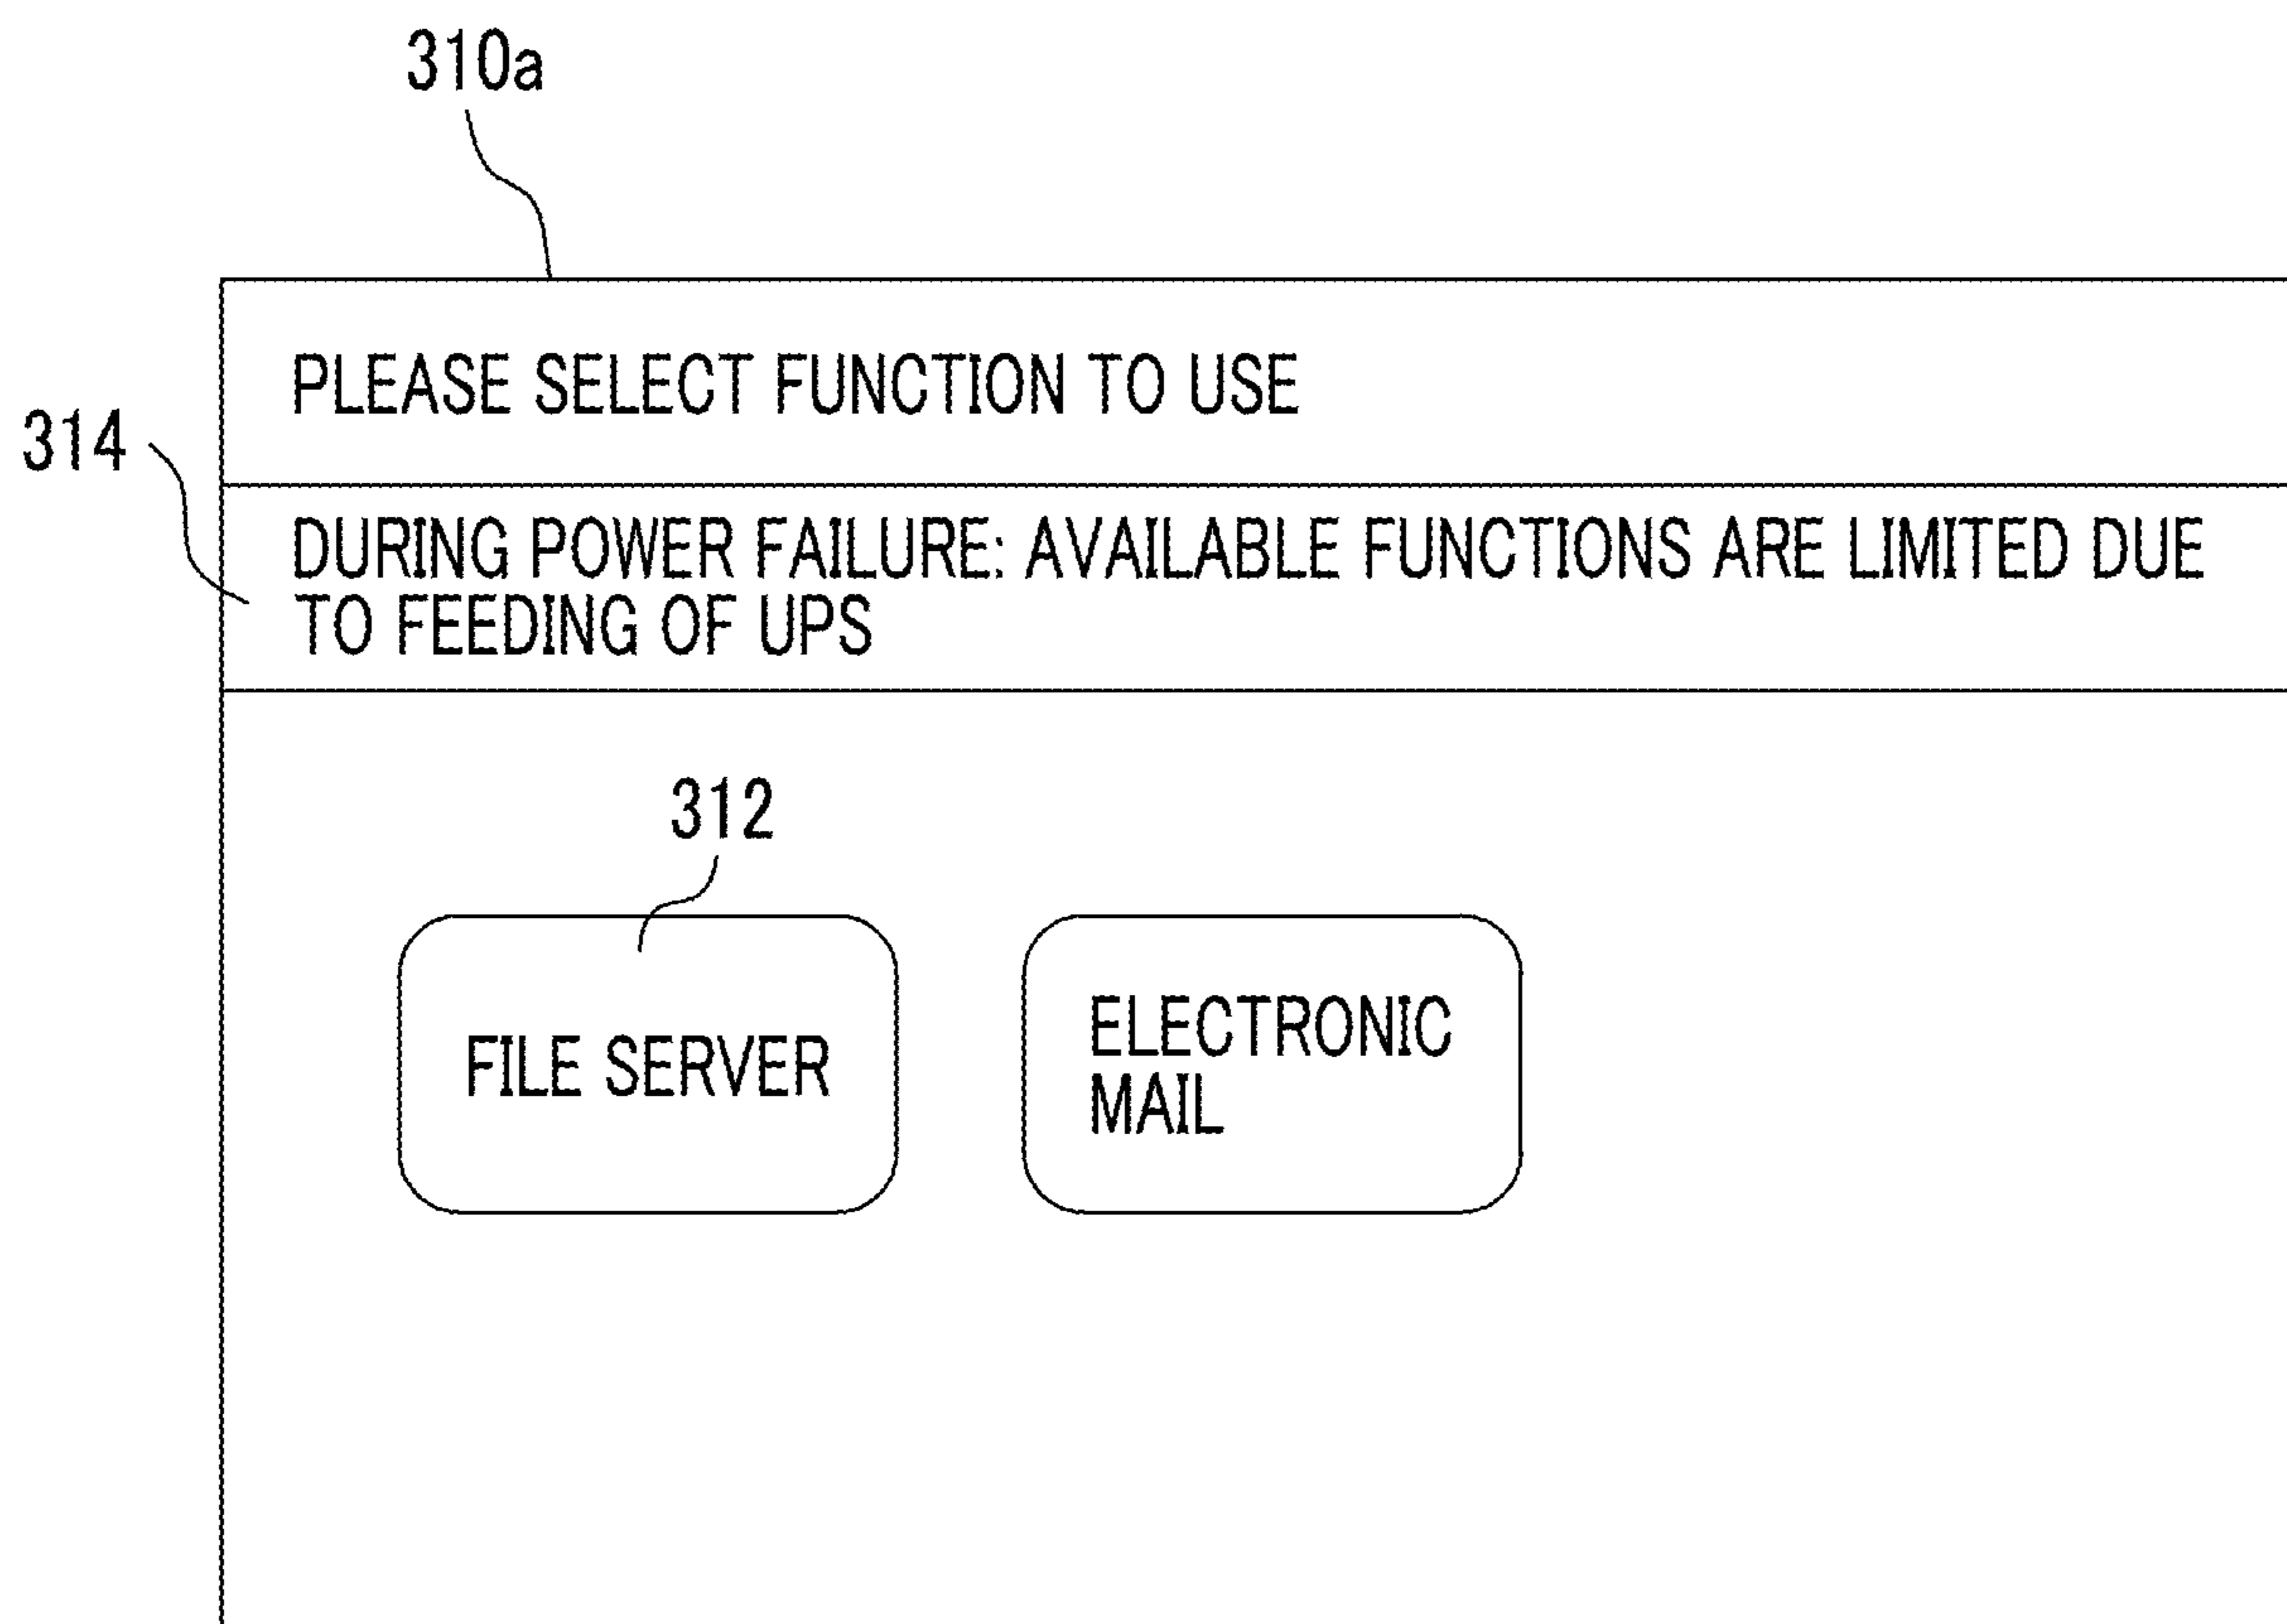 310a
PLEASE SELECT FUNCTION TO USE
314
DURING POWER FAILURE: AVAILABLE FUNCTIONS ARE LIMITED DUE
TO FEEDING OF UPS
312
FILE SERVER
ELECTRONIC
MAIL